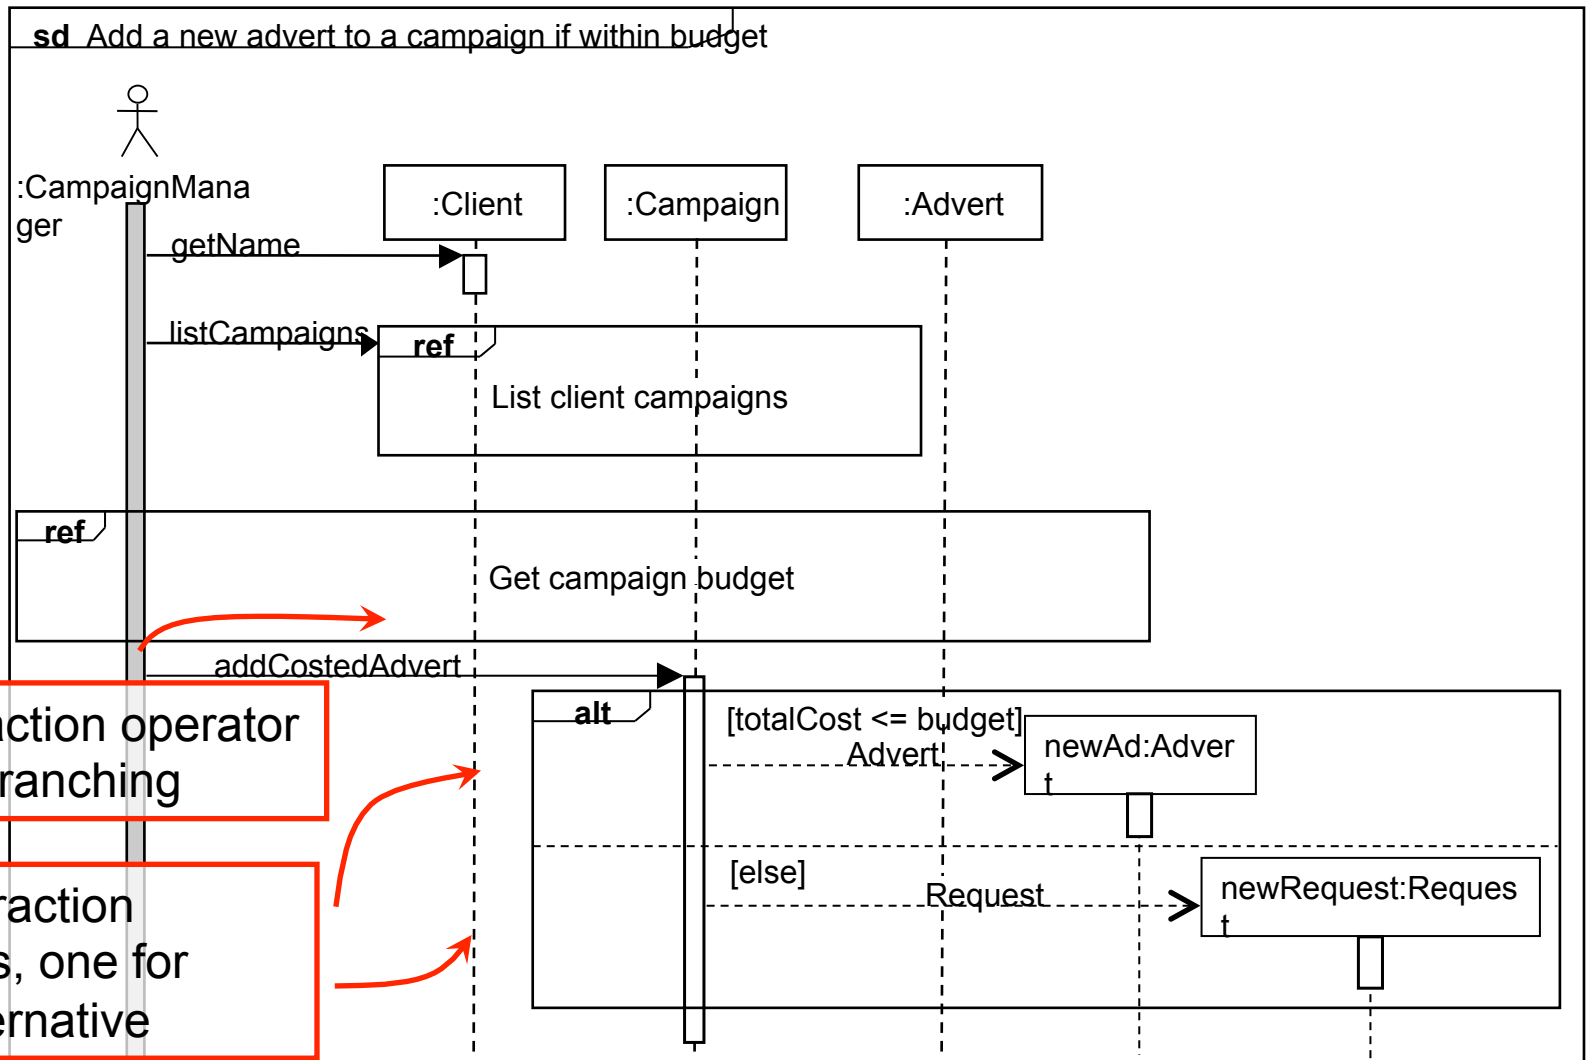 sd Add a new advert to a campaign if within budget
:CampaignMana
ger
:Client
:Campaign
:Advert
getName
listCampaigns
ref
List client campaigns
ref
Get campaign budget
addCostedAdvert
alt
[totalCost <= budget]
Advert
newAd:Adver
t
action operator
ranching
[else]
Request
newRequest:Reques
t
raction
s, one for
ernative